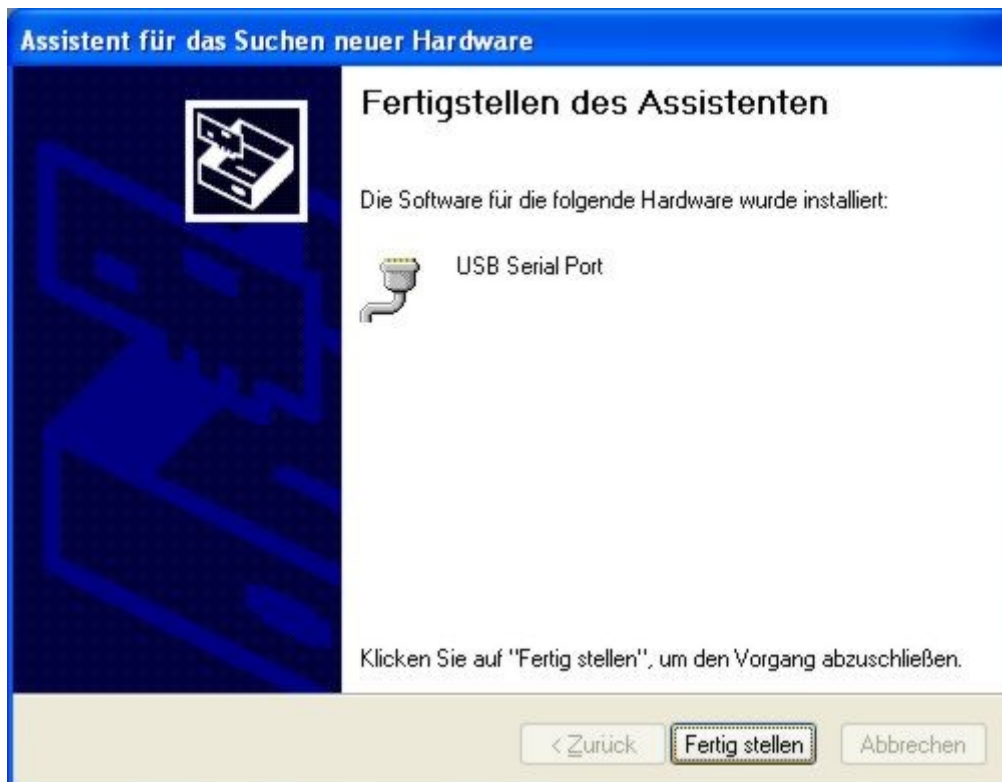 Assistent für das Suchen neuer Hardware
Fertigstellen des Assistenten
Die Software für die folgende Hardware wurde installiert:
USB Serial Port
Klicken Sie auf "Fertig stellen", um den Vorgang abzuschließen.
< Zurück Fertig stellen Abbrechen